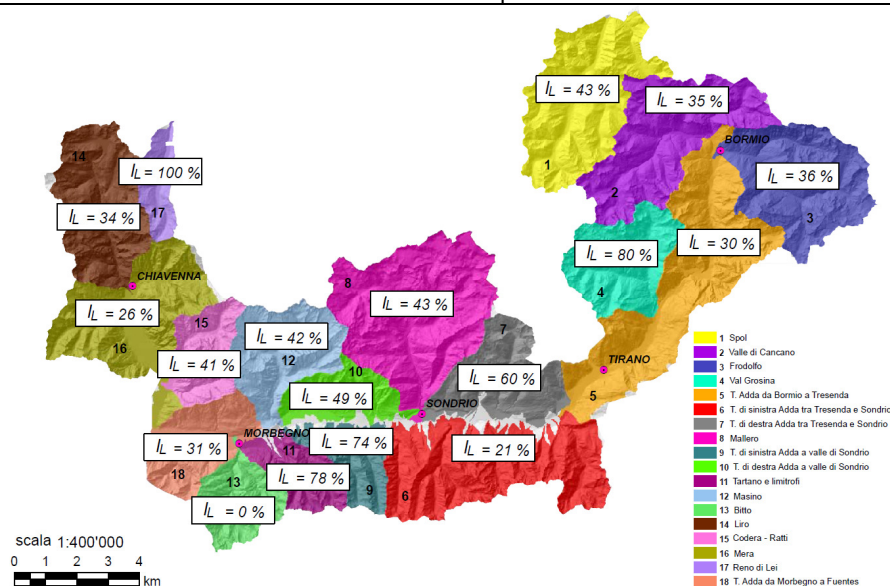 I_L = 43 %
I_L = 35 %
1
BORMIO
I_L = 36 %
14
I_L = 100 %
2
3
I_L = 34 %
17
I_L = 30 %
I_L = 80 %
CHIAVENNA
8
4
I_L = 43 %
I_L = 26 %
15
7
16
I_L = 42 %
12
I_L = 41 %
10
I_L = 60 %
TIRANO
I_L = 49 %
SONDRIO
5
MORBEGNO
I_L = 74 %
I_L = 31 %
11
I_L = 21 %
18
13
I_L = 78 %
9
6
I_L = 0 %
1 Spol
2 Valle di Cancano
3 Frodolfo
4 Val Grosina
5 T. Adda da Bormio a Tresenda
6 T. di sinistra Adda tra Tresenda e Sondrio
7 T. di destra Adda tra Tresenda e Sondrio
8 Mallero
9 T. di sinistra Adda a valle di Sondrio
10 T. di destra Adda a valle di Sondrio
11 Tartano e limitrofi
12 Masino
13 Bitto
14 Liro
15 Codera - Ratti
16 Mera
17 Reno di Lei
18 T. Adda da Morbegno a Fuentes
scala 1:400'000
0 1 2 3 4
km